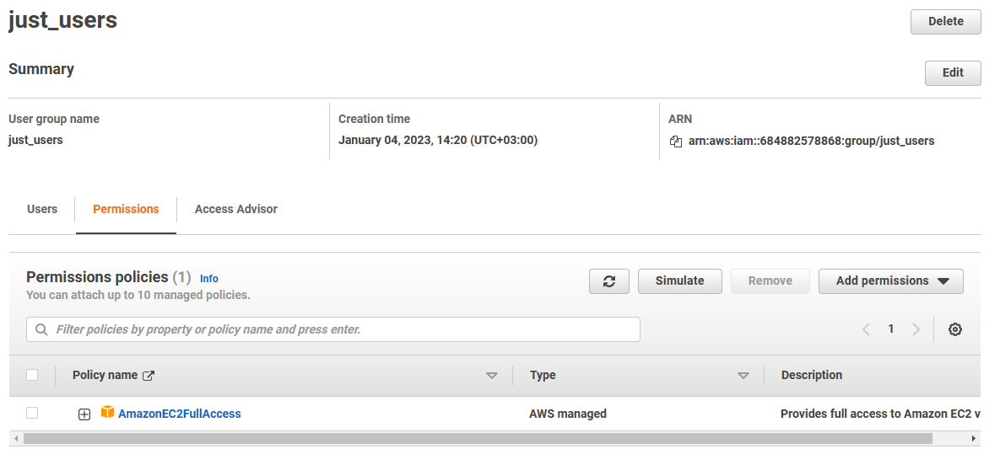 just_users
Delete
Summary
Edit
User group name
Creation time
ARN
just_users
January 04, 2023, 14:20 (UTC+03:00)
arn:aws:iam::684882578868:group/just_users
Users
Permissions
Access Advisor
Permissions policies (1) Info
You can attach up to 10 managed policies.
Simulate
Remove
Add permissions
Filter policies by property or policy name and press enter.
1
Policy name
Type
Description
AmazonEC2FullAccess
AWS managed
Provides full access to Amazon EC2 v